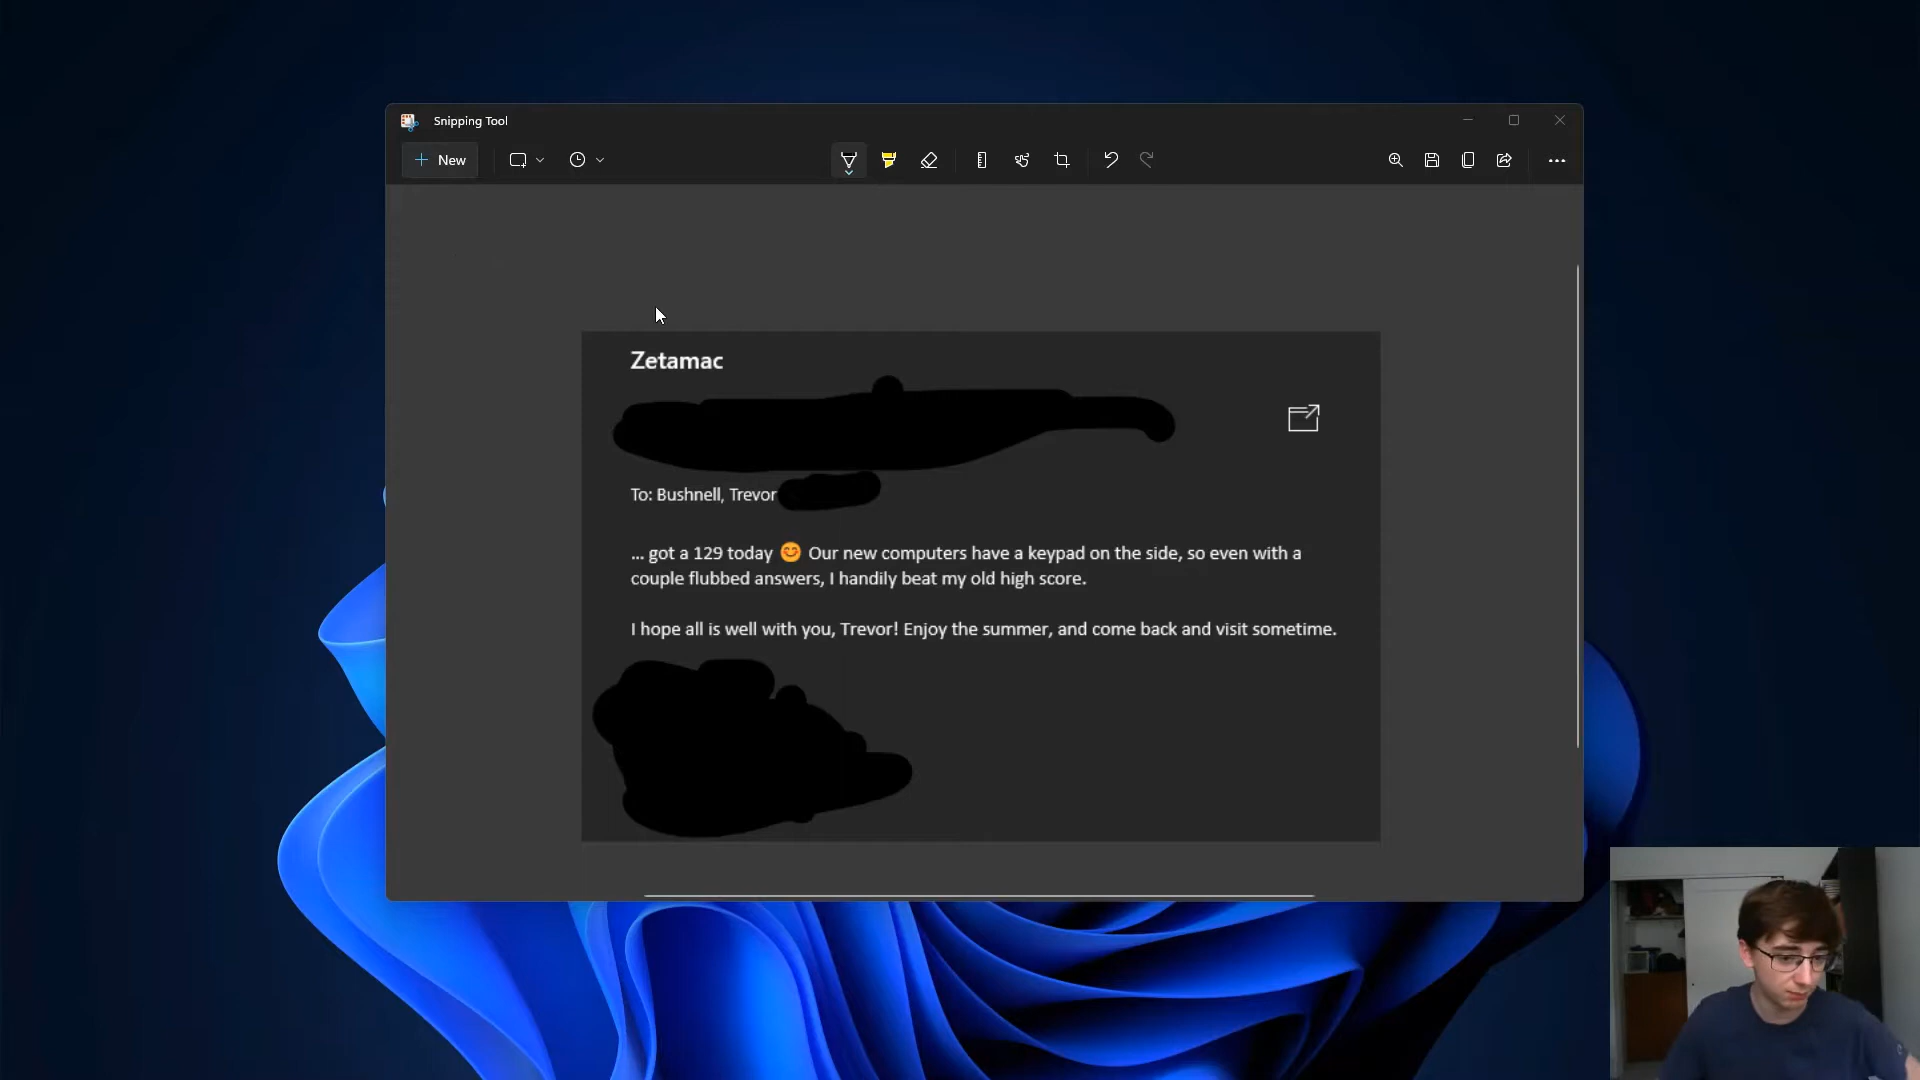 Snipping Tool
New
Zetamac
To: Bushnell, Trevor
... got a 129 today 😊 Our new computers have a keypad on the side, so even with a
couple flubbed answers, I handily beat my old high score.
I hope all is well with you, Trevor! Enjoy the summer, and come back and visit sometime.